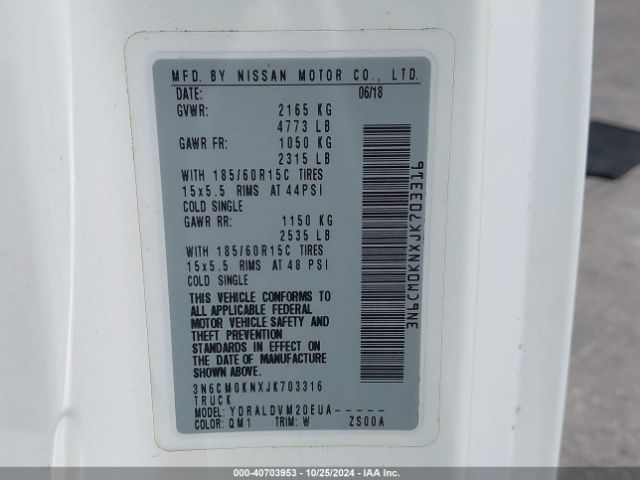 MFD. BY NISSAN MOTOR CO., LTD.
DATE: 06/18
GVWR: 2165 KG
4773 LB
GAWR FR: 1050 KG
2315 LB
WITH 185/60R15C TIRES
15x5.5 RIMS AT 44PSI
COLD SINGLE
GAWR RR: 1150 KG
2535 LB
WITH 185/60R15C TIRES
15x5.5 RIMS AT 48 PSI
COLD SINGLE
THIS VEHICLE CONFORMS TO
ALL APPLICABLE FEDERAL
MOTOR VEHICLE SAFETY AND
THEFT PREVENTION
STANDARDS IN EFFECT ON
THE DATE OF MANUFACTURE
SHOWN ABOVE.
3N6CM0KNXJK703316
TRUCK
MODEL: YDRALDVM20EUA-----
COLOR: QM1 TRIM: W ZS00A
3N6CM0KNXJK703316
000-40703953 - 10/25/2024 - IAA Inc.